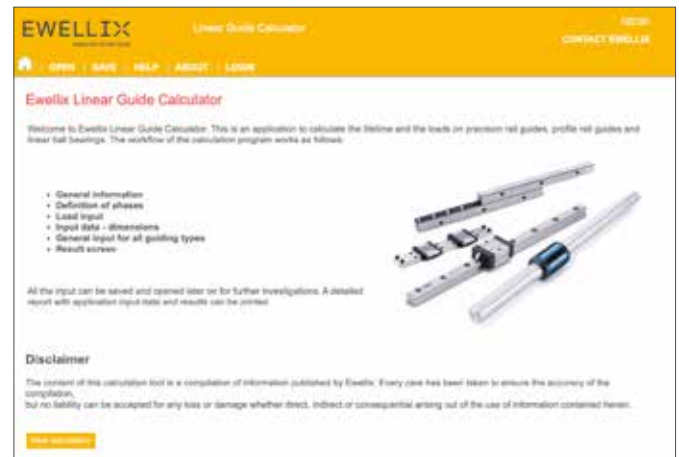 EWELLIX
Linear Guide Calculator
CONTACT EWELLIX
OPEN | SAVE | HELP | ABOUT | LOGIN
Ewellix Linear Guide Calculator
Welcome to Ewellix Linear Guide Calculator. This is an application to calculate the lifetime and the loads on precision rail guides, profile rail guides and
linear ball bearings. The workflow of the calculation program works as follows:
• General information
• Definition of phases
• Load input
• Input data - dimensions
• General input for all guiding types
• Result screen
All the input can be saved and opened later on for further investigations. A detailed
report with application input data and results can be printed
Disclaimer
The content of this calculation tool is a compilation of information published by Ewellix. Every care has been taken to ensure the accuracy of the
compilation,
but no liability can be accepted for any loss or damage whether direct, indirect or consequential arising out of the use of information contained herein.